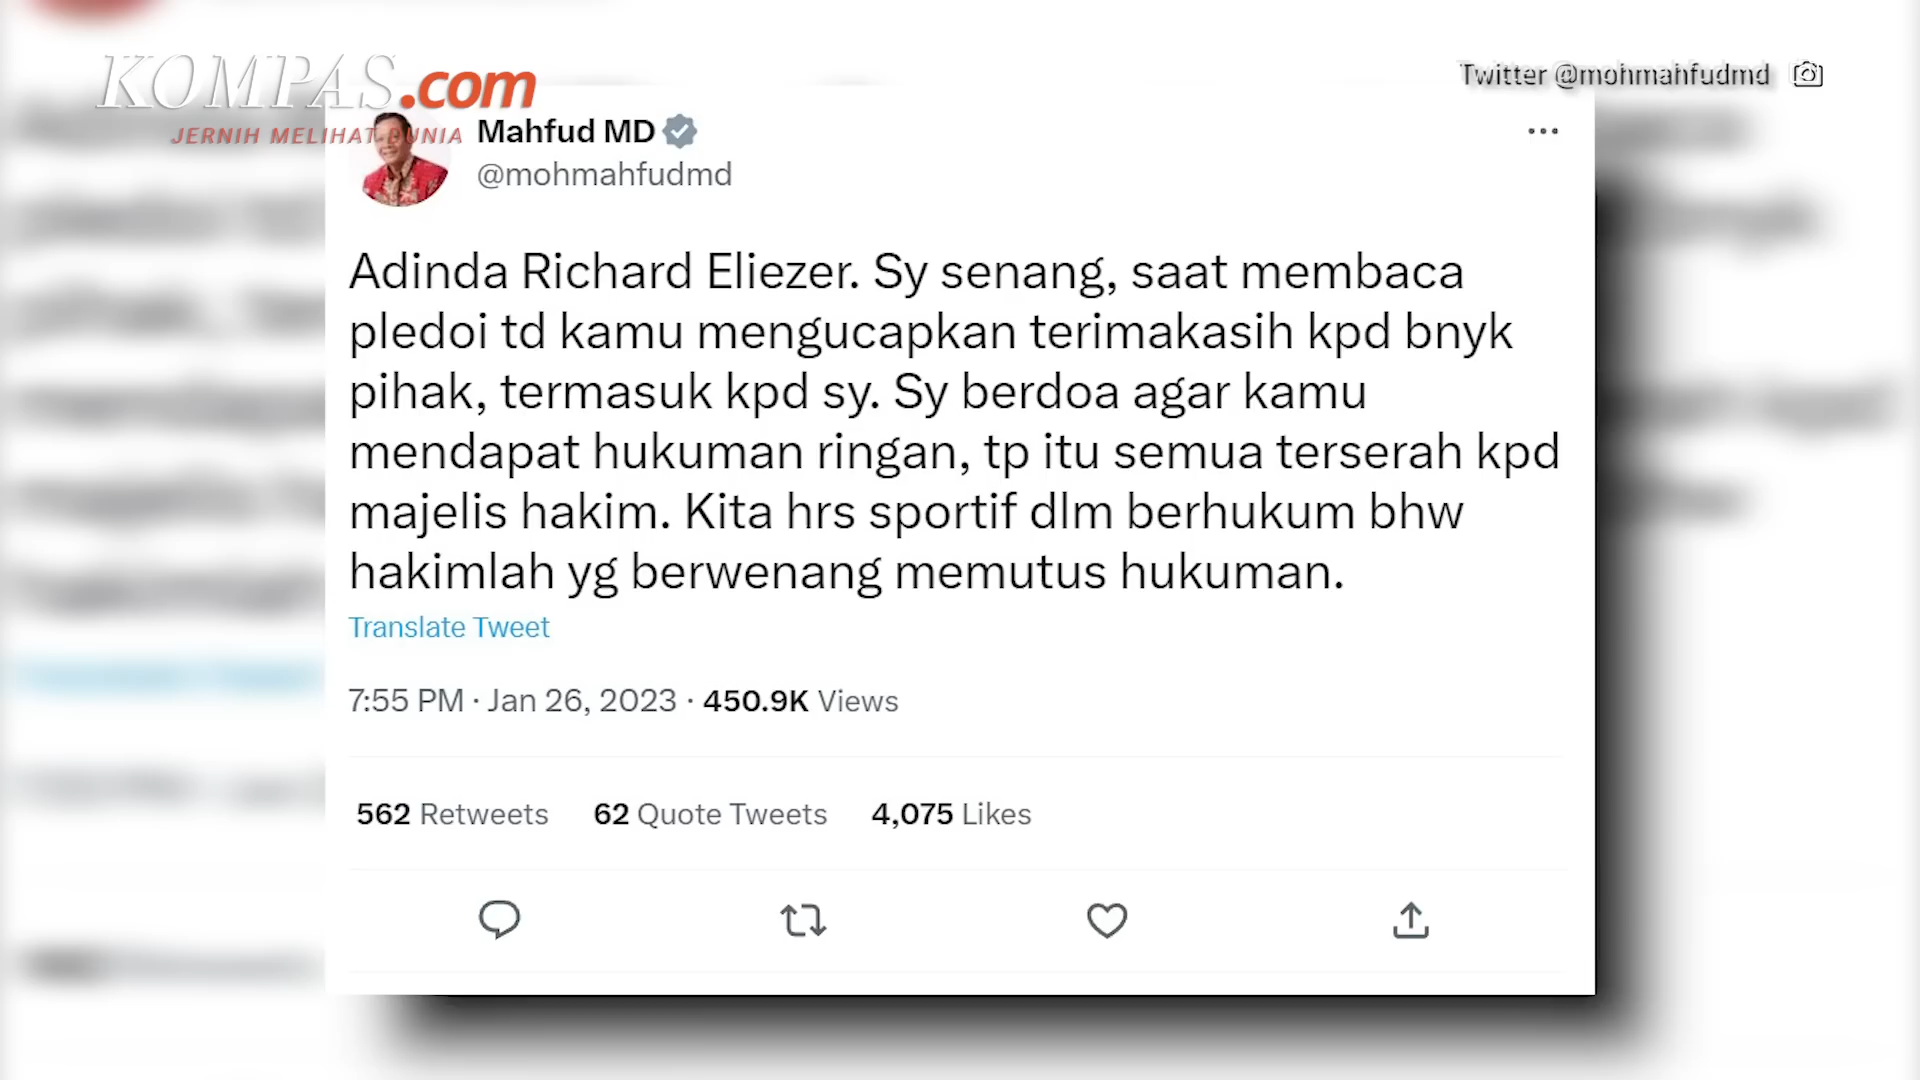 KOMPAS.com
JERNIH MELIHAT DUNIA
Twitter @mohmahfudmd
Mahfud MD
@mohmahfudmd
Adinda Richard Eliezer. Sy senang, saat membaca
pledoi td kamu mengucapkan terimakasih kpd bnyk
pihak, termasuk kpd sy. Sy berdoa agar kamu
mendapat hukuman ringan, tp itu semua terserah kpd
majelis hakim. Kita hrs sportif dlm berhukum bhw
hakimlah yg berwenang memutus hukuman.
Translate Tweet
7:55 PM · Jan 26, 2023 · 450.9K Views
562 Retweets 62 Quote Tweets 4,075 Likes